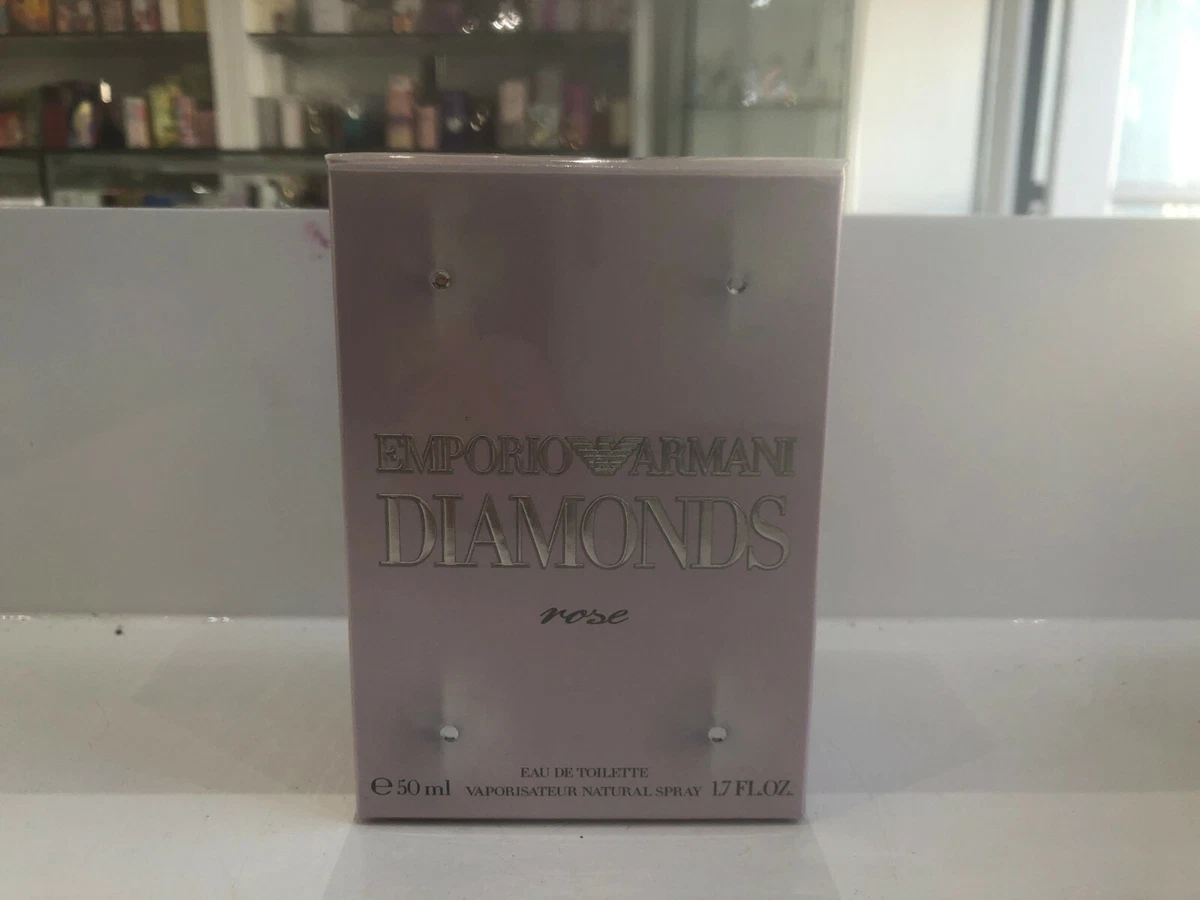 EMPORIO ARMANI
DIAMONDS
rose
EAU DE TOILETTE
℮ 50 ml VAPORISATEUR NATURAL SPRAY 1.7 FL.OZ.